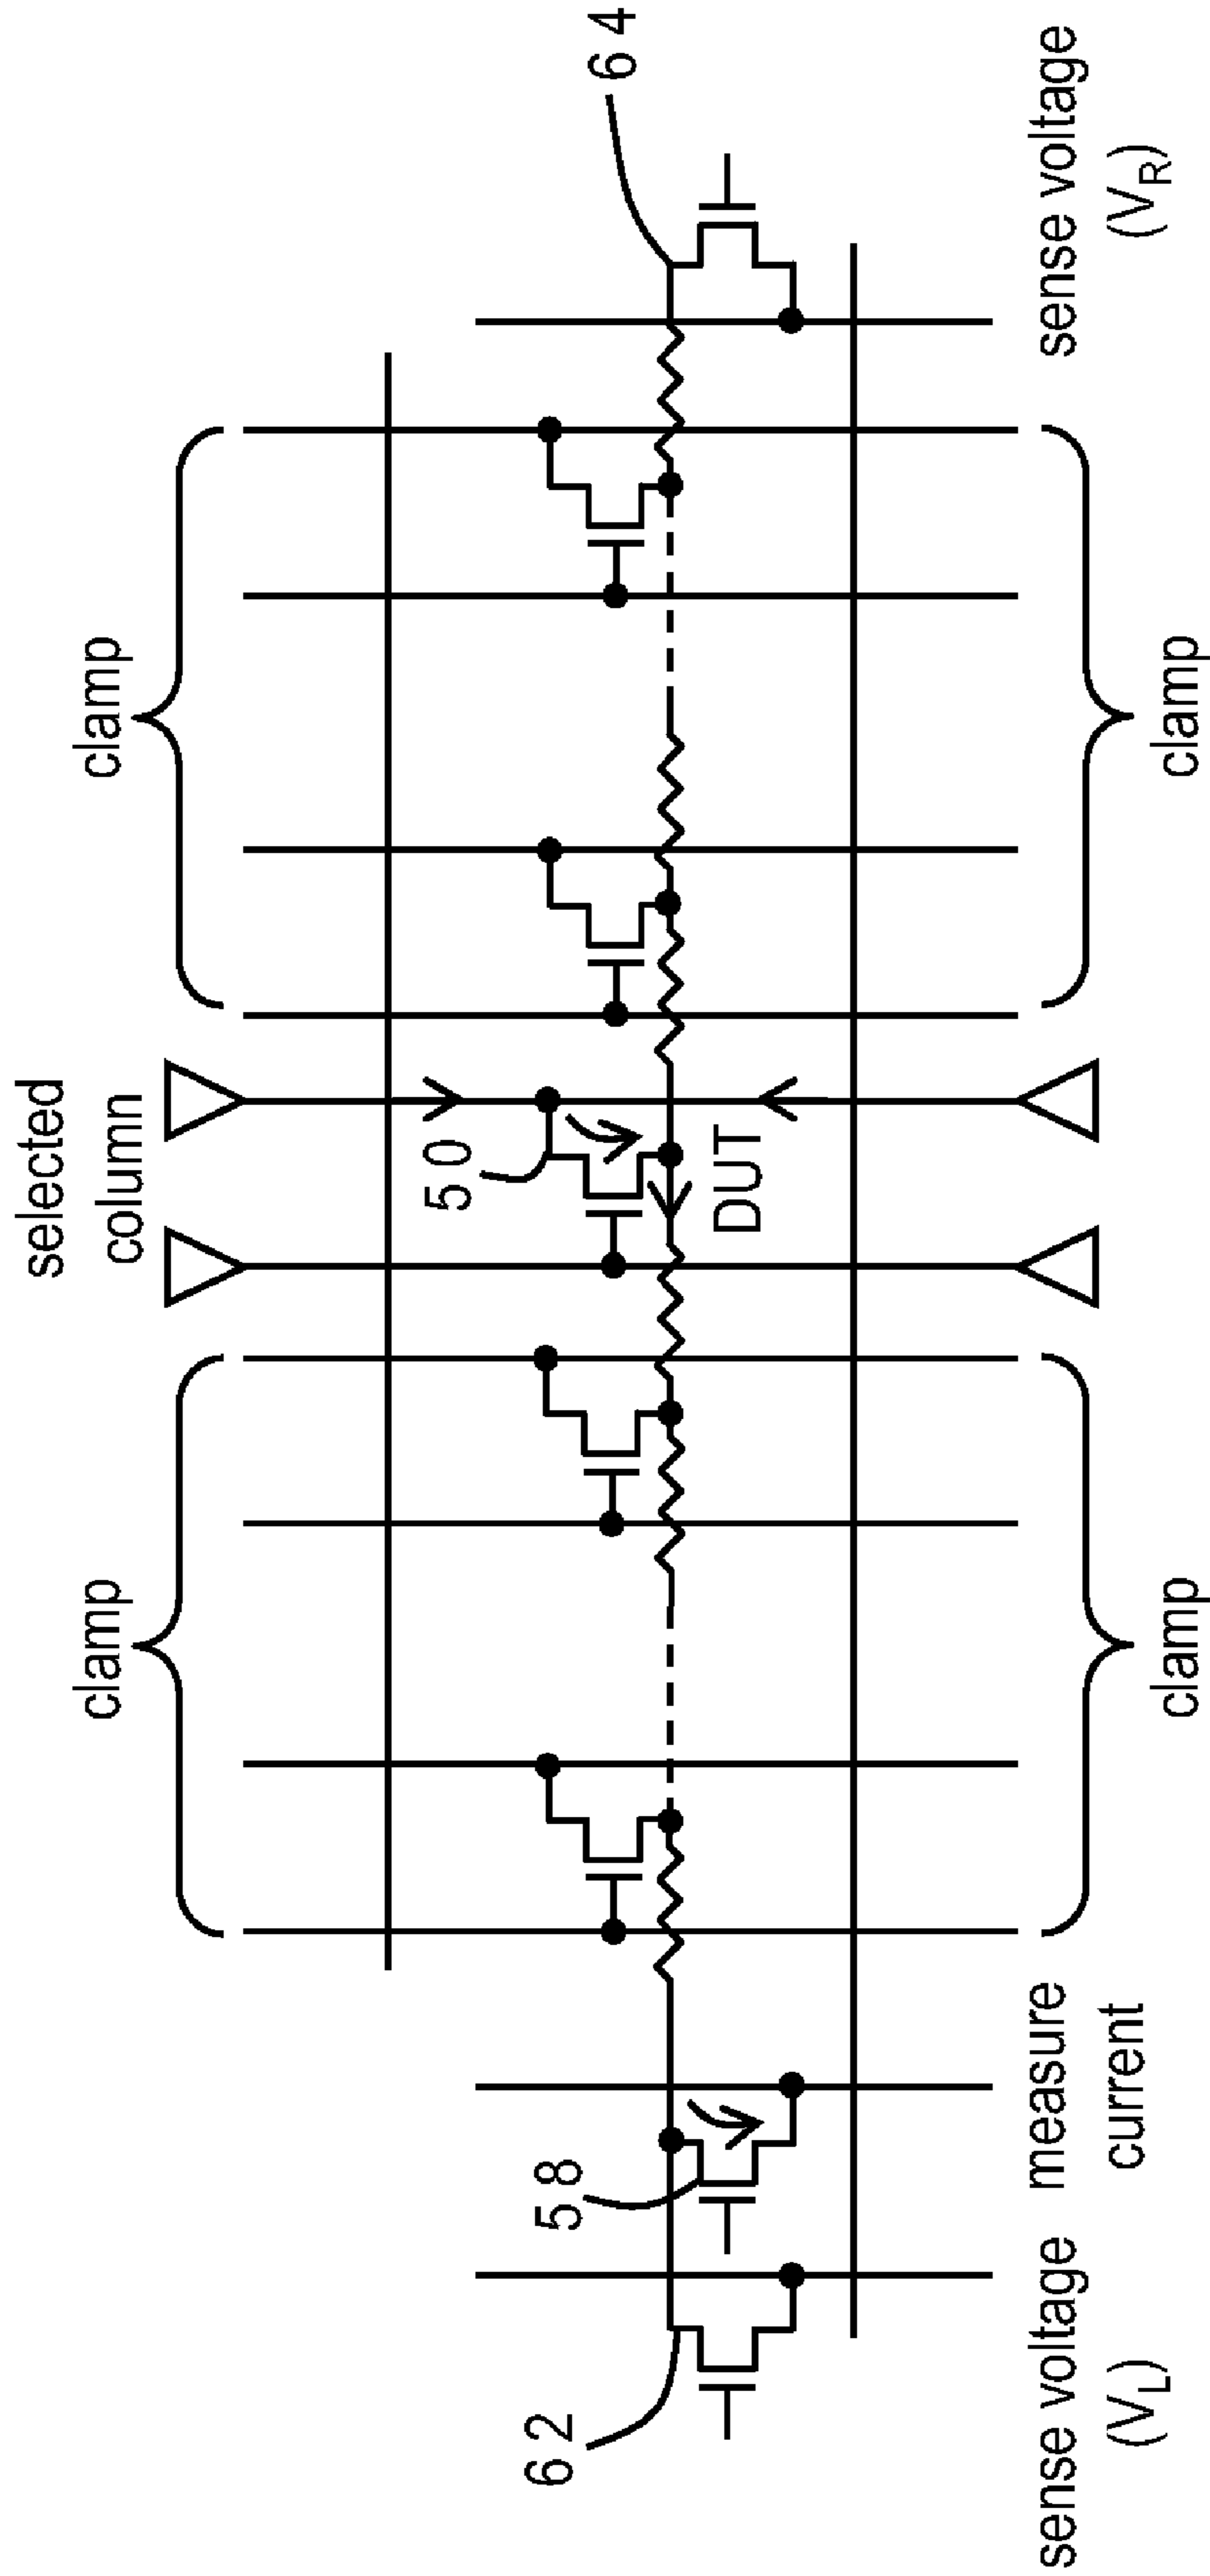 selected
column
clamp
clamp
50
DUT
58
62
64
clamp
clamp
sense voltage
(VL)
measure
current
sense voltage
(VR)